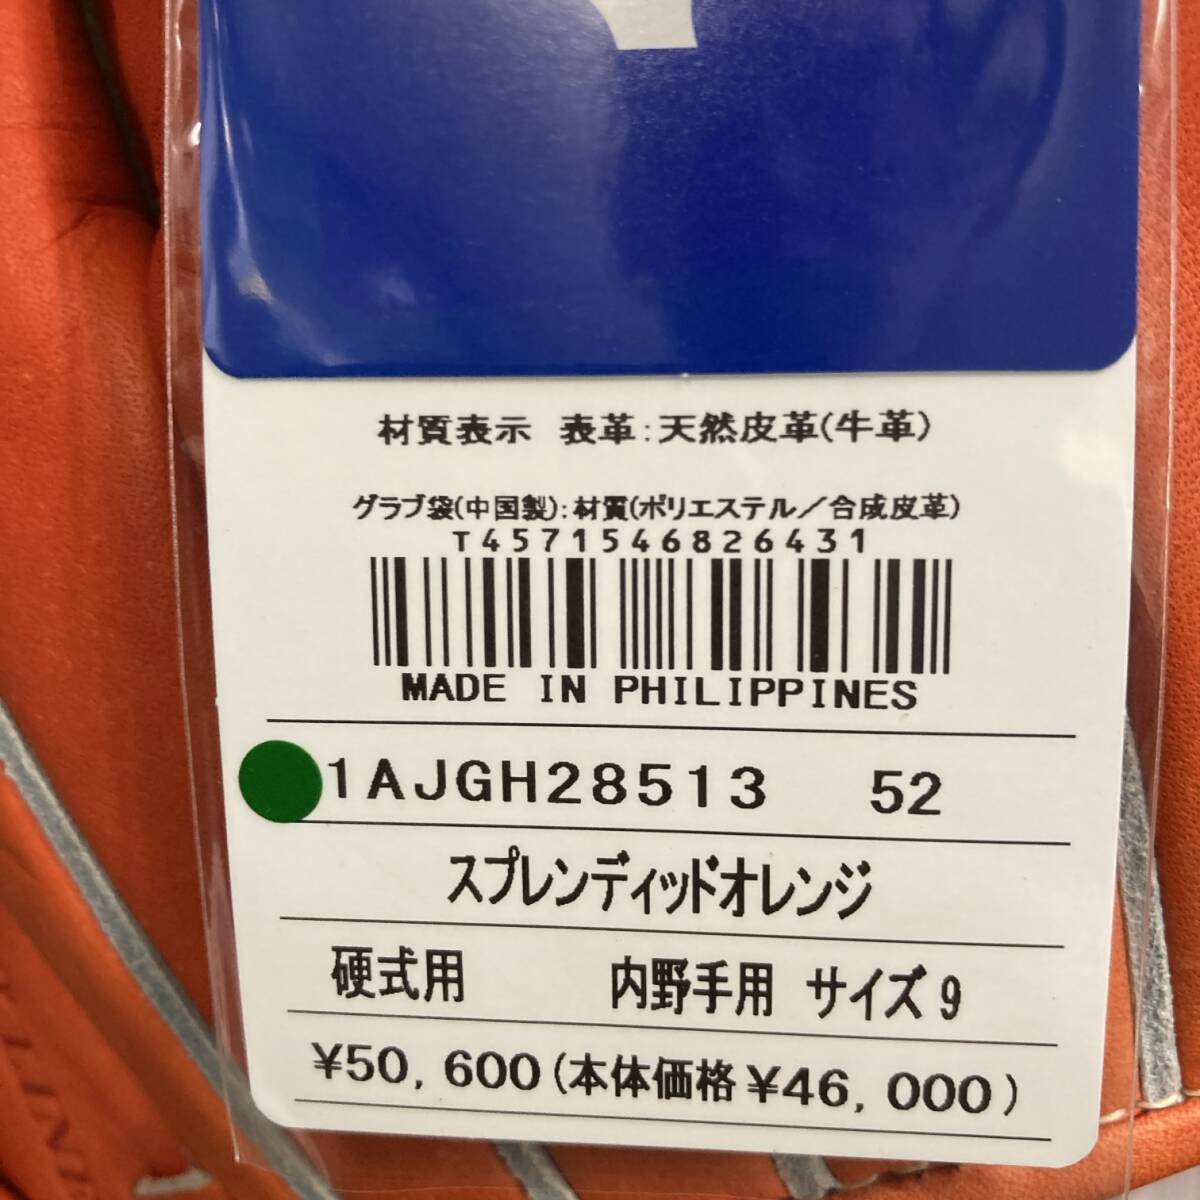 材質表示 表革:天然皮革(牛革)
グラブ袋(中国製):材質(ポリエステル/合成皮革)
T4571546826431
MADE IN PHILIPPINES
1AJGH28513 52
スプレンディッドオレンジ
硬式用 内野手用 サイズ9
¥50,600(本体価格¥46,000)